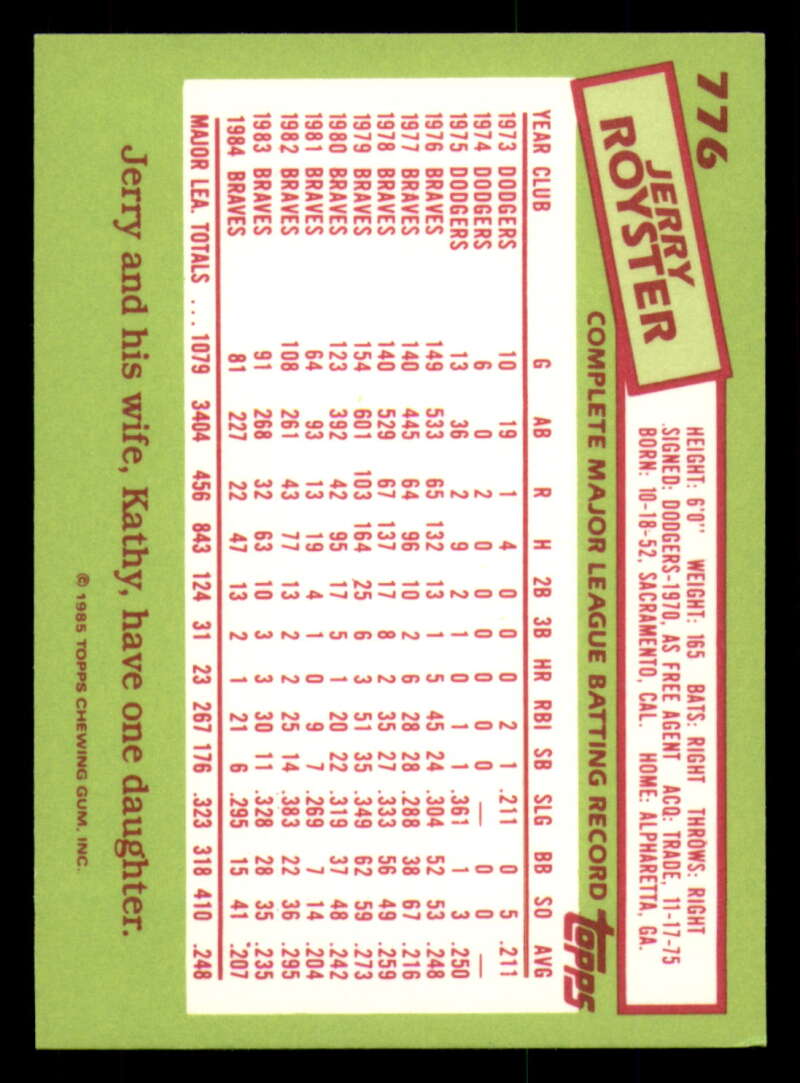 776
JERRY
ROYSTER
HEIGHT: 6'0" WEIGHT: 165 BATS: RIGHT THROWS: RIGHT
SIGNED: DODGERS-1970, AS FREE AGENT ACQ: TRADE, 11-17-75
BORN: 10-18-52, SACRAMENTO, CAL. HOME: ALPHARETTA, GA.
COMPLETE MAJOR LEAGUE BATTING RECORD topps
YEAR CLUB G AB R H 2B 3B HR RBI SB SLG BB SO AVG
1973 DODGERS 10 19 1 4 0 0 0 2 1 .211 0 5 .211
1974 DODGERS 6 0 2 0 0 0 0 0 0 — 0 0 —
1975 DODGERS 13 36 2 9 2 1 0 1 1 .361 1 3 .250
1976 BRAVES 149 533 65 132 13 1 5 45 24 .304 52 53 .248
1977 BRAVES 140 445 64 96 10 2 6 28 28 .288 38 67 .216
1978 BRAVES 140 529 67 137 17 8 2 35 27 .333 56 49 .259
1979 BRAVES 154 601 103 164 25 6 3 51 35 .349 62 59 .273
1980 BRAVES 123 392 42 95 17 5 1 20 22 .319 37 48 .242
1981 BRAVES 64 93 13 19 4 1 0 9 7 .269 7 14 .204
1982 BRAVES 108 261 43 77 13 2 2 25 14 .383 22 36 .295
1983 BRAVES 91 268 32 63 10 3 3 30 11 .328 28 35 .235
1984 BRAVES 81 227 22 47 13 2 1 21 6 .295 15 41 .207
MAJOR LEA. TOTALS ... 1079 3404 456 843 124 31 23 267 176 .323 318 410 .248
Jerry and his wife, Kathy, have one daughter.
© 1985 TOPPS CHEWING GUM, INC.